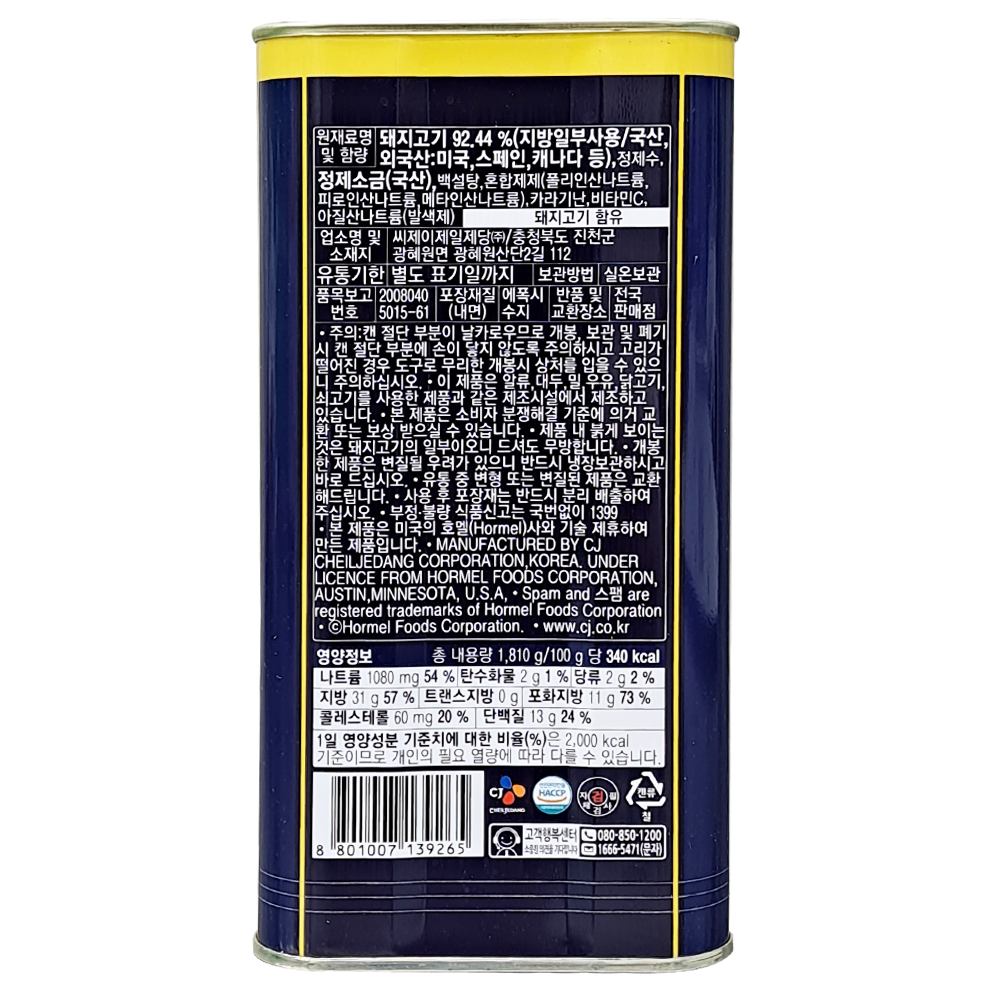 원재료명 및 함량 돼지고기 92.44 %(지방일부사용/국산,
외국산:미국,스페인,캐나다 등),정제수,
정제소금(국산),백설탕,혼합제제(폴리인산나트륨,
피로인산나트륨,메타인산나트륨),카라기난,비타민C,
아질산나트륨(발색제) 돼지고기 함유
업소명 및 소재지 씨제이제일제당㈜/충청북도 진천군
광혜원면 광혜원산단2길 112
유통기한 별도 표기일까지 보관방법 실온보관
품목보고번호 2008040 5015-61 포장재질(내면) 에폭시수지 반품 및 교환장소 전국 판매점
• 주의:캔 절단 부분이 날카로우므로 개봉, 보관 및 폐기
시 캔 절단 부분에 손이 닿지 않도록 주의하시고 고리가
떨어진 경우 도구로 무리한 개봉시 상처를 입을 수 있으
니 주의하십시오. • 이 제품은 알류,대두,밀,우유,닭고기,
쇠고기를 사용한 제품과 같은 제조시설에서 제조하고
있습니다. • 본 제품은 소비자 분쟁해결 기준에 의거 교
환 또는 보상 받으실 수 있습니다. • 제품 내 붉게 보이는
것은 돼지고기의 일부이오니 드셔도 무방합니다. • 개봉
한 제품은 변질될 우려가 있으니 반드시 냉장보관하시고
바로 드십시오. • 유통 중 변형 또는 변질된 제품은 교환
해드립니다. • 사용 후 포장재는 반드시 분리 배출하여
주십시오. • 부정·불량 식품신고는 국번없이 1399
• 본 제품은 미국의 호멜(Hormel)사와 기술 제휴하여
만든 제품입니다. • MANUFACTURED BY CJ
CHEILJEDANG CORPORATION,KOREA. UNDER
LICENCE FROM HORMEL FOODS CORPORATION,
AUSTIN,MINNESOTA, U.S.A, • Spam and 스팸 are
registered trademarks of Hormel Foods Corporation
• ©Hormel Foods Corporation. • www.cj.co.kr
영양정보 총 내용량 1,810 g/100 g 당 340 kcal
나트륨 1080 mg 54 % 탄수화물 2 g 1 % 당류 2 g 2 %
지방 31 g 57 % 트랜스지방 0 g 포화지방 11 g 73 %
콜레스테롤 60 mg 20 % 단백질 13 g 24 %
1일 영양성분 기준치에 대한 비율(%)은 2,000 kcal
기준이므로 개인의 필요 열량에 따라 다를 수 있습니다.
8 801007 139265
CJ
CHEILJEDANG
HACCP
자체 검 필 검사
캔류
철
고객행복센터
소중한 의견을 기다립니다
080-850-1200
1666-5471(문자)